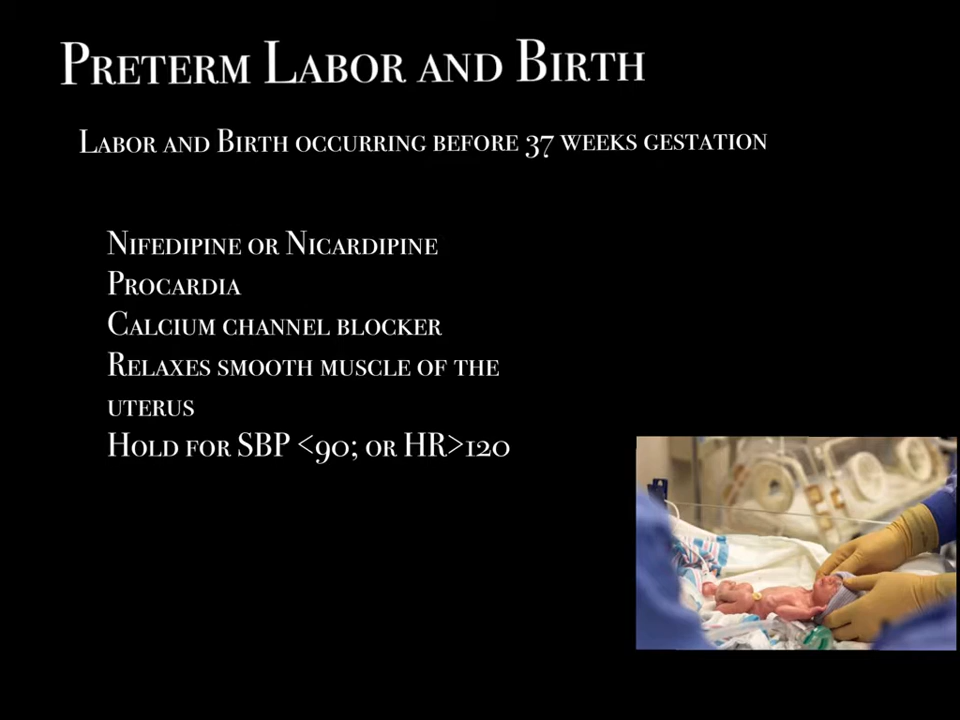 Preterm Labor and Birth
Labor and Birth occurring before 37 weeks gestation
Nifedipine or Nicardipine
Procardia
Calcium channel blocker
Relaxes smooth muscle of the
uterus
Hold for SBP <90; or HR>120